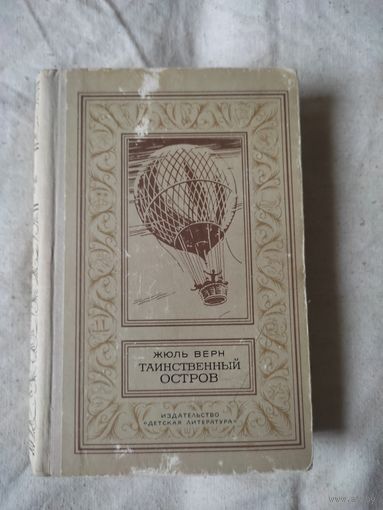 ЖЮЛЬ ВЕРН
ТАИНСТВЕННЫЙ
ОСТРОВ
ИЗДАТЕЛЬСТВО
«ДЕТСКАЯ ЛИТЕРАТУРА»